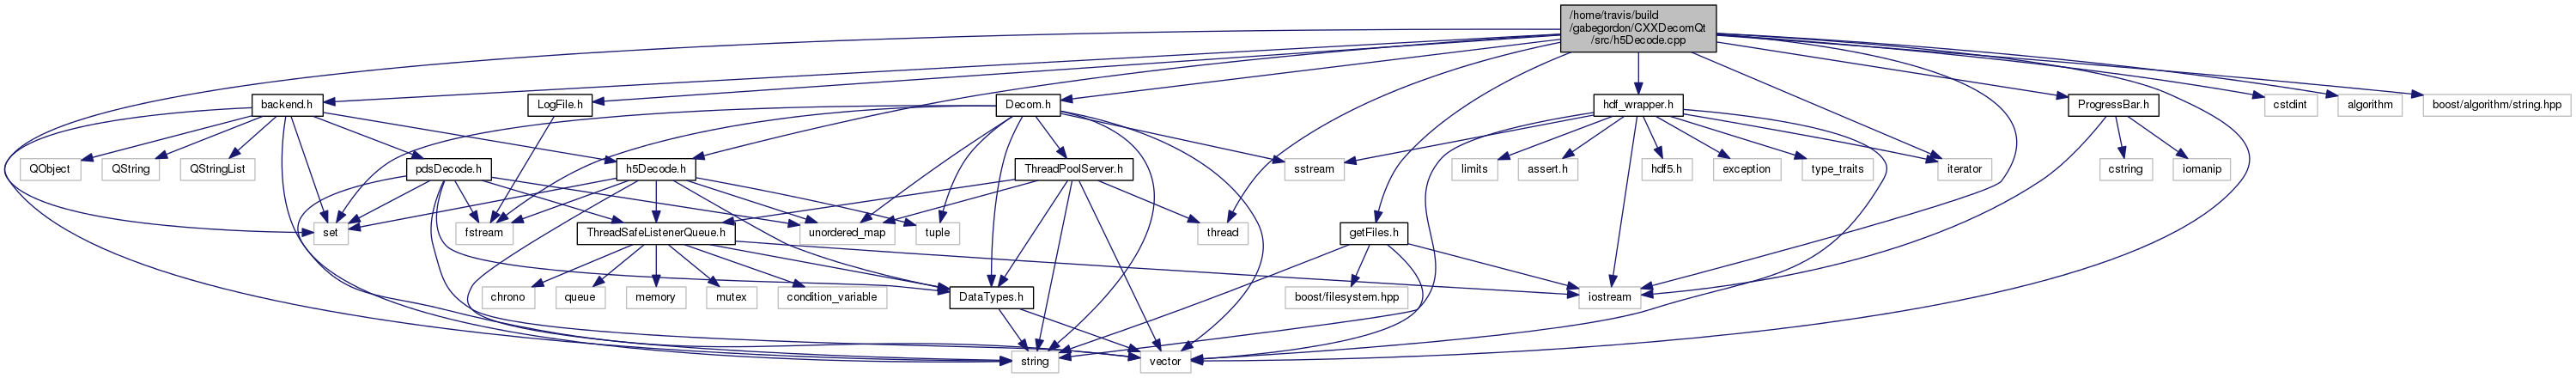 /home/travis/build
/gabegordon/CXXDecomQt
/src/h5Decode.cpp
backend.h
LogFile.h
Decom.h
hdf_wrapper.h
ProgressBar.h
cstdint
algorithm
boost/algorithm/string.hpp
QObject
QString
QStringList
pdsDecode.h
h5Decode.h
ThreadPoolServer.h
sstream
limits
assert.h
hdf5.h
exception
type_traits
iterator
cstring
iomanip
set
fstream
ThreadSafeListenerQueue.h
unordered_map
tuple
thread
getFiles.h
chrono
queue
memory
mutex
condition_variable
DataTypes.h
boost/filesystem.hpp
iostream
string
vector